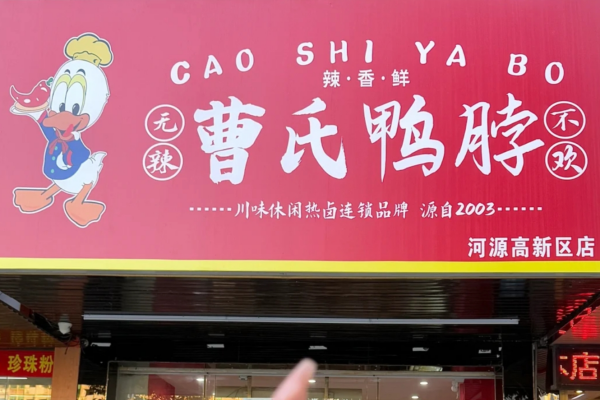 CAO SHI YA BO
辣·香·鲜
无辣 曹氏鸭脖 不欢
······川味休闲热卤连锁品牌 源自2003······
河源高新区店
珍珠粉
店